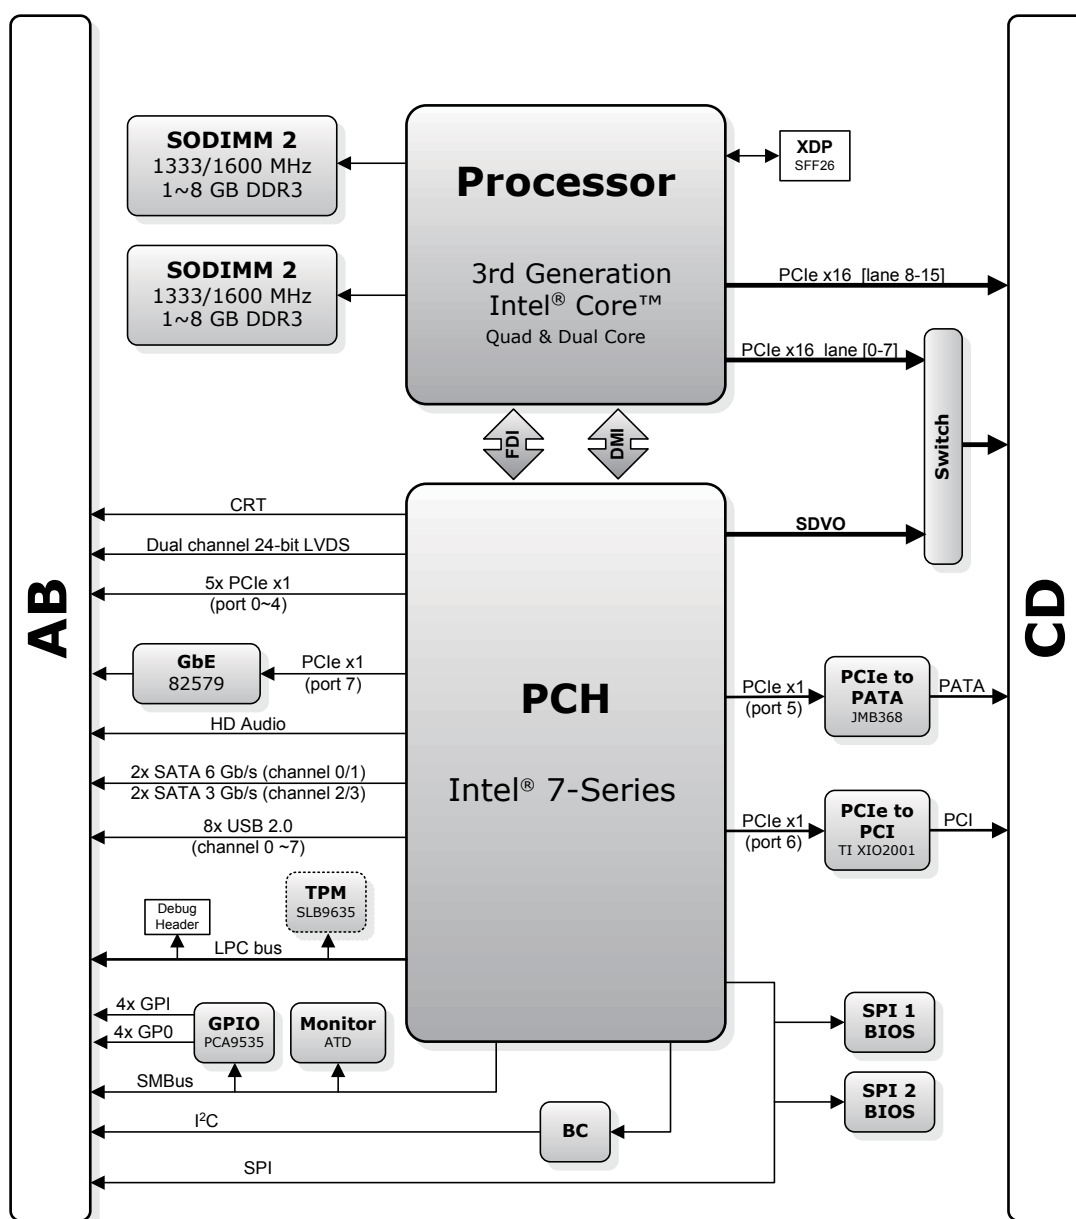 AB
CD
SODIMM 2
1333/1600 MHz
1~8 GB DDR3
SODIMM 2
1333/1600 MHz
1~8 GB DDR3
Processor
3rd Generation
Intel® Core™
Quad & Dual Core
XDP
SFF26
PCIe x16  [lane 8-15]
PCIe x16  lane [0-7]
Switch
FDI
DMI
SDVO
CRT
Dual channel 24-bit LVDS
5x PCIe x1
(port 0~4)
GbE
82579
PCIe x1
(port 7)
HD Audio
2x SATA 6 Gb/s (channel 0/1)
2x SATA 3 Gb/s (channel 2/3)
8x USB 2.0
(channel 0 ~7)
PCH
Intel® 7-Series
PCIe x1
(port 5)
PCIe to
PATA
JMB368
PATA
PCIe x1
(port 6)
PCIe to
PCI
TI XIO2001
PCI
Debug
Header
TPM
SLB9635
LPC bus
4x GPI
4x GP0
GPIO
PCA9535
Monitor
ATD
SMBus
I²C
BC
SPI
SPI 1
BIOS
SPI 2
BIOS